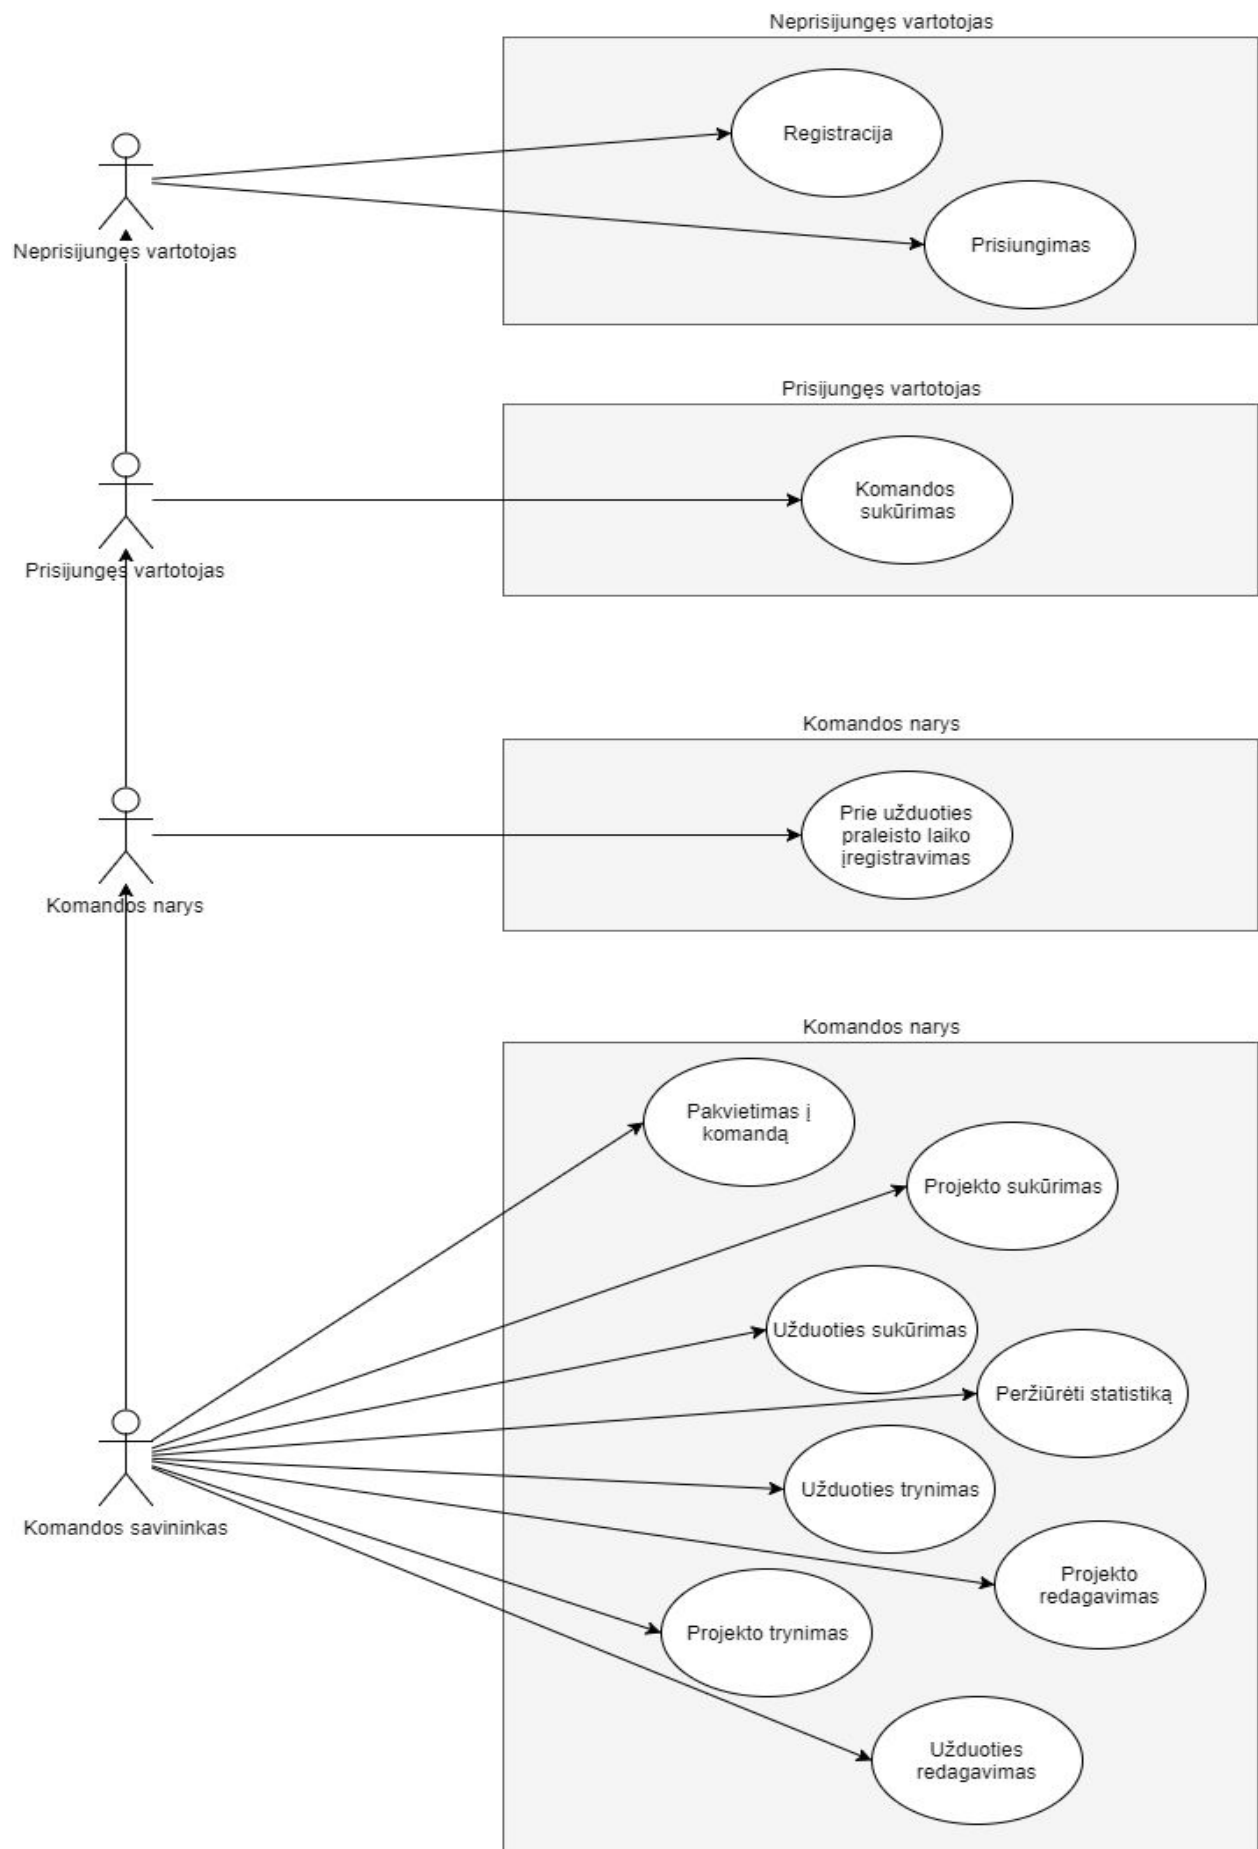 Neprisijungęs vartotojas
Registracija
Prisiungimas
Neprisijungęs vartotojas
Prisijungęs vartotojas
Komandos
sukūrimas
Prisijungęs vartotojas
Komandos narys
Prie užduoties
praleisto laiko
įregistravimas
Komandos narys
Komandos narys
Pakvietimas į
komandą
Projekto sukūrimas
Užduoties sukūrimas
Peržiūrėti statistiką
Užduoties trynimas
Komandos savininkas
Projekto
redagavimas
Projekto trynimas
Užduoties
redagavimas